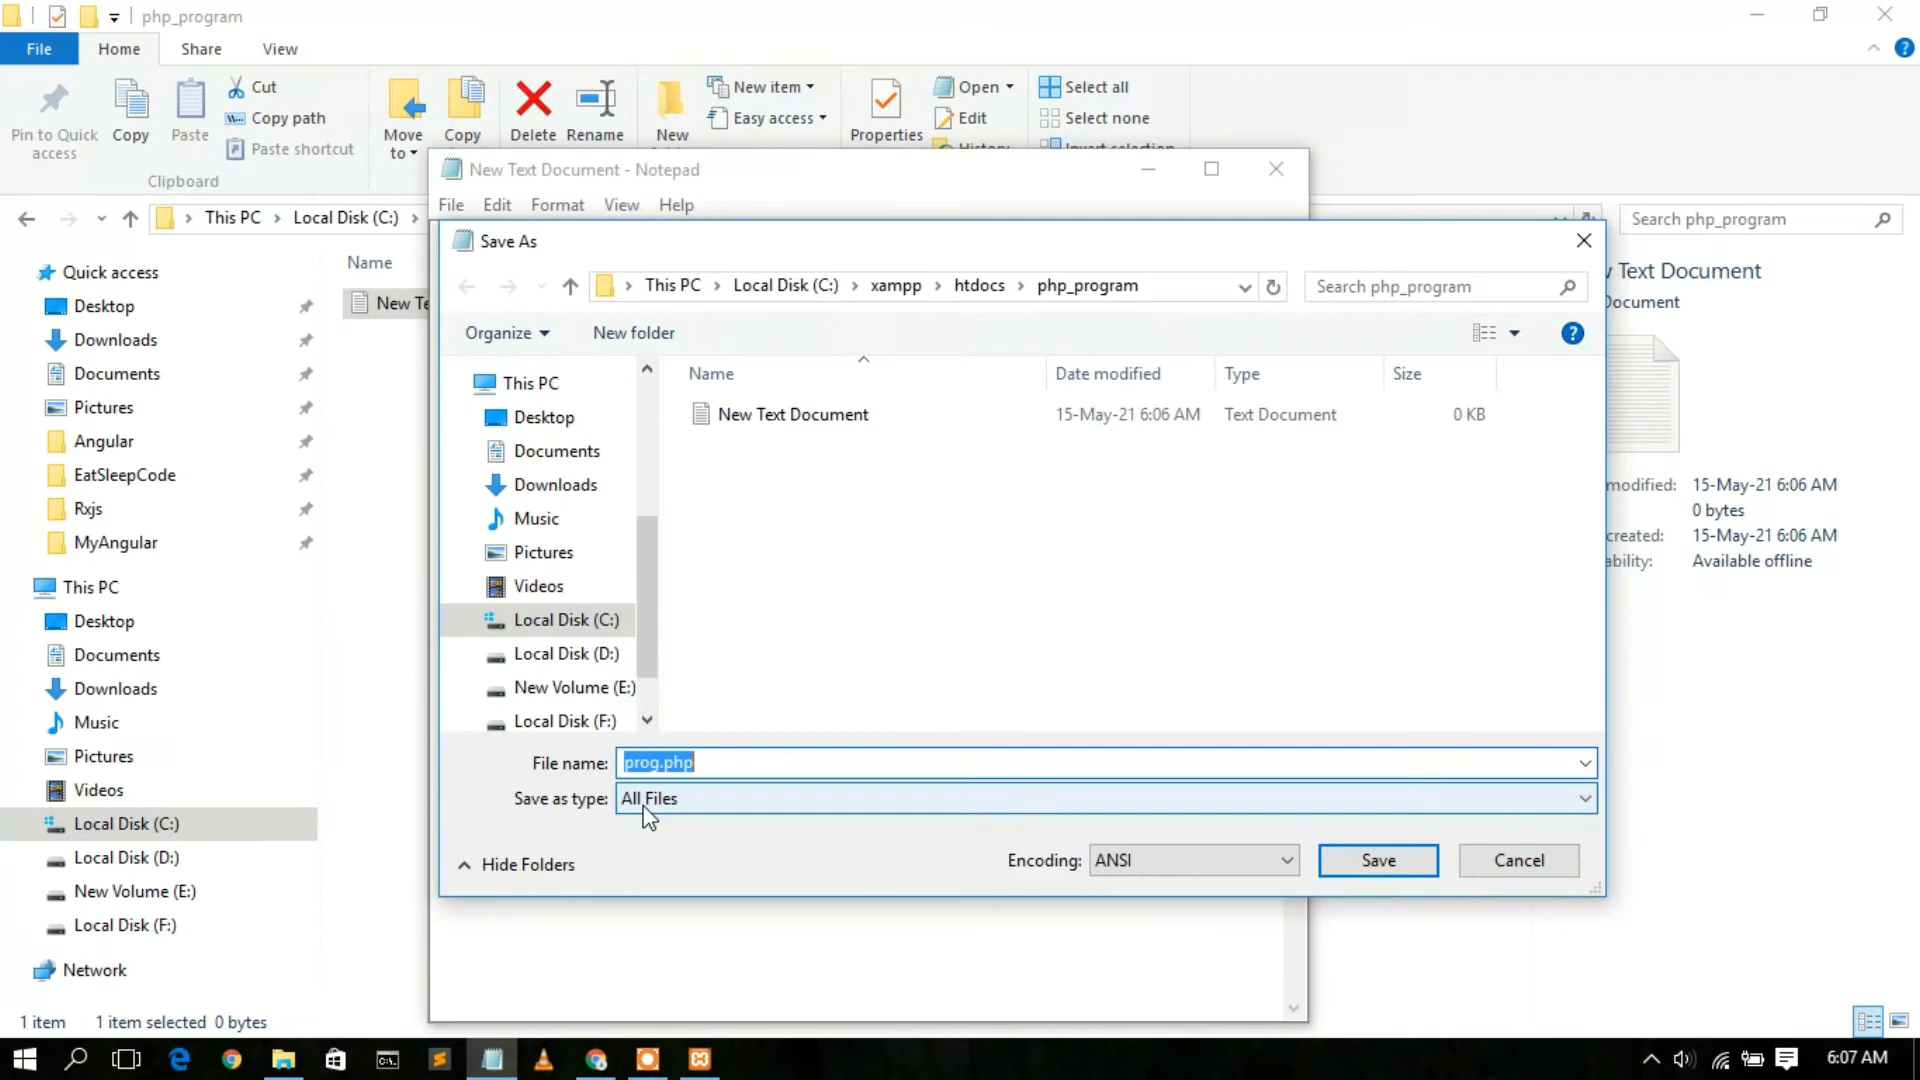 php_program
File Home Share View
Pin to Quick access
Copy
Paste
Cut
Copy path
Paste shortcut
Clipboard
Move to
Copy
Delete
Rename
New
New item
Easy access
Properties
Open
Edit
Select all
Select none
New Text Document - Notepad
File Edit Format View Help
This PC Local Disk (C:)
Search php_program
Save As
This PC Local Disk (C:) xampp htdocs php_program
Search php_program
Organize New folder
Name Date modified Type Size
New Text Document 15-May-21 6:06 AM Text Document 0 KB
This PC
Desktop
Documents
Downloads
Music
Pictures
Videos
Local Disk (C:)
Local Disk (D:)
New Volume (E:)
Local Disk (F:)
File name: prog.php
Save as type: All Files
Hide Folders
Encoding: ANSI Save Cancel
Quick access
Desktop
Downloads
Documents
Pictures
Angular
EatSleepCode
Rxjs
MyAngular
This PC
Desktop
Documents
Downloads
Music
Pictures
Videos
Local Disk (C:)
Local Disk (D:)
New Volume (E:)
Local Disk (F:)
Network
Name
New Te
Text Document
Document
modified: 15-May-21 6:06 AM
0 bytes
created: 15-May-21 6:06 AM
ability: Available offline
1 item 1 item selected 0 bytes
6:07 AM